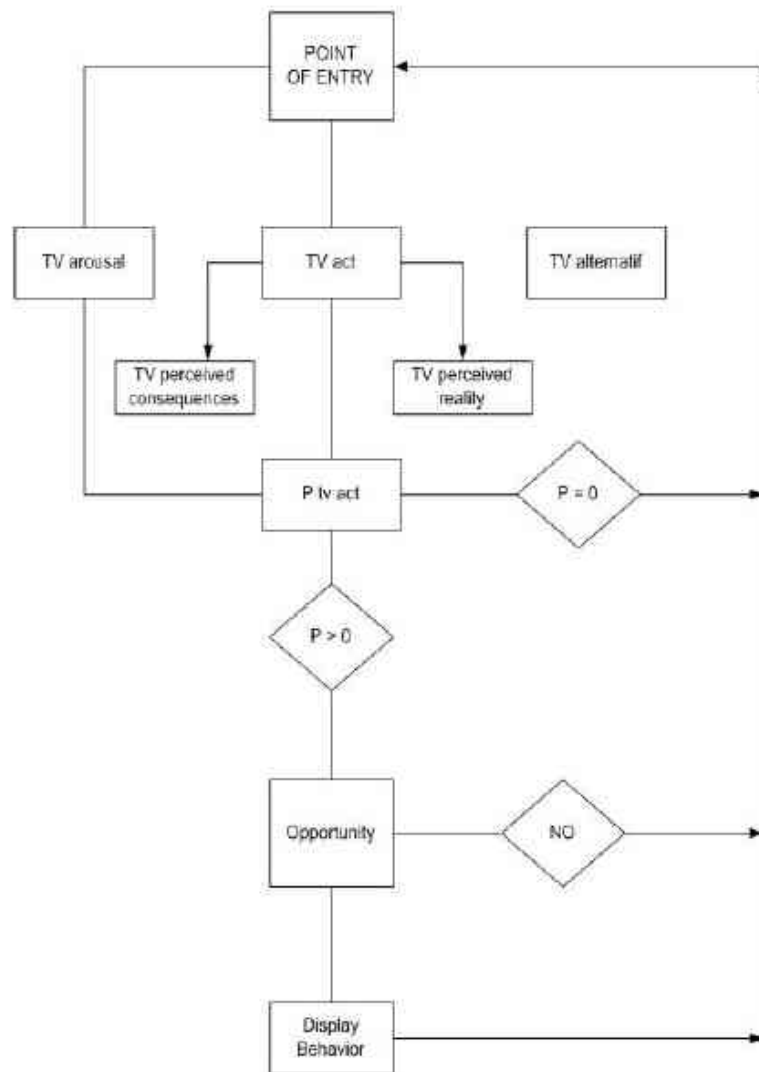 POINT
OF ENTRY
TV arousal
TV act
TV alternatif
TV perceived
consequences
TV perceived
reality
P tv act
P = 0
P > 0
Opportunity
NO
Display
Behavior